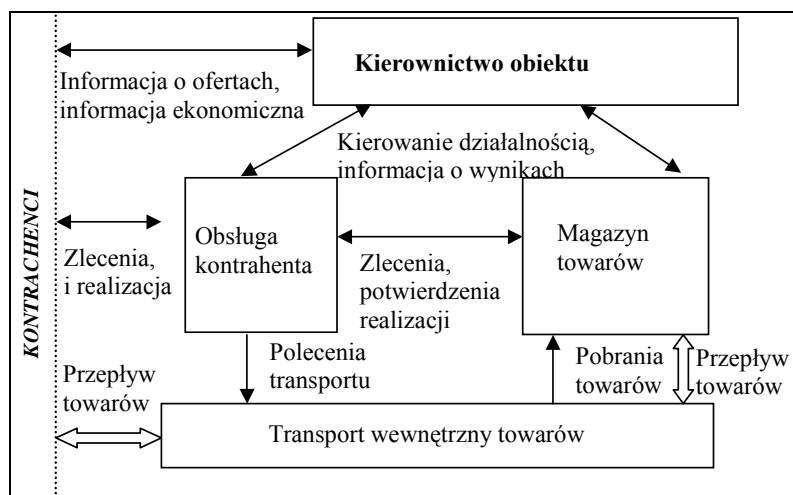 Kierownictwo obiektu
Informacja o ofertach,
informacja ekonomiczna
Kierowanie działalnością,
informacja o wynikach
KONTRACHENCI
Obsługa
kontrahenta
Magazyn
towarów
Zlecenia,
i realizacja
Zlecenia,
potwierdzenia
realizacji
Polecenia
transportu
Pobrania
towarów
Przepływ
towarów
Przepływ
towarów
Transport wewnętrzny towarów